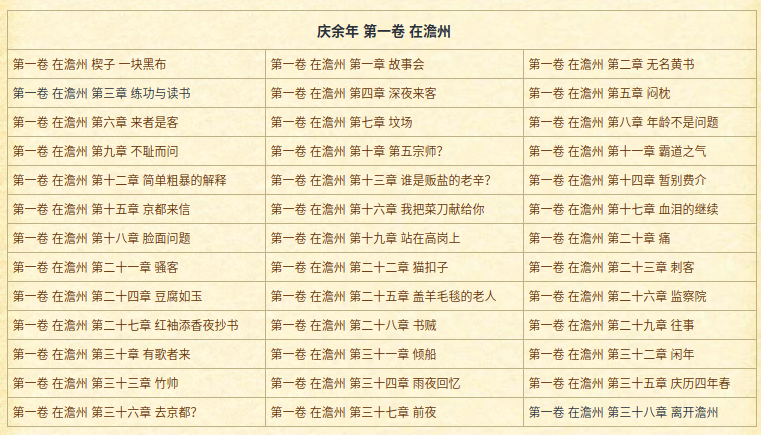 庆余年 第一卷 在澹州
第一卷 在澹州 楔子 一块黑布
第一卷 在澹州 第一章 故事会
第一卷 在澹州 第二章 无名黄书
第一卷 在澹州 第三章 练功与读书
第一卷 在澹州 第四章 深夜来客
第一卷 在澹州 第五章 闷枕
第一卷 在澹州 第六章 来者是客
第一卷 在澹州 第七章 坟场
第一卷 在澹州 第八章 年龄不是问题
第一卷 在澹州 第九章 不耻而问
第一卷 在澹州 第十章 第五宗师?
第一卷 在澹州 第十一章 霸道之气
第一卷 在澹州 第十二章 简单粗暴的解释
第一卷 在澹州 第十三章 谁是贩盐的老辛?
第一卷 在澹州 第十四章 暂别费介
第一卷 在澹州 第十五章 京都来信
第一卷 在澹州 第十六章 我把菜刀献给你
第一卷 在澹州 第十七章 血泪的继续
第一卷 在澹州 第十八章 脸面问题
第一卷 在澹州 第十九章 站在高岗上
第一卷 在澹州 第二十章 痛
第一卷 在澹州 第二十一章 骚客
第一卷 在澹州 第二十二章 猫扣子
第一卷 在澹州 第二十三章 刺客
第一卷 在澹州 第二十四章 豆腐如玉
第一卷 在澹州 第二十五章 盖羊毛毯的老人
第一卷 在澹州 第二十六章 监察院
第一卷 在澹州 第二十七章 红袖添香夜抄书
第一卷 在澹州 第二十八章 书贼
第一卷 在澹州 第二十九章 往事
第一卷 在澹州 第三十章 有歌者来
第一卷 在澹州 第三十一章 倾船
第一卷 在澹州 第三十二章 闲年
第一卷 在澹州 第三十三章 竹帅
第一卷 在澹州 第三十四章 雨夜回忆
第一卷 在澹州 第三十五章 庆历四年春
第一卷 在澹州 第三十六章 去京都?
第一卷 在澹州 第三十七章 前夜
第一卷 在澹州 第三十八章 离开澹州